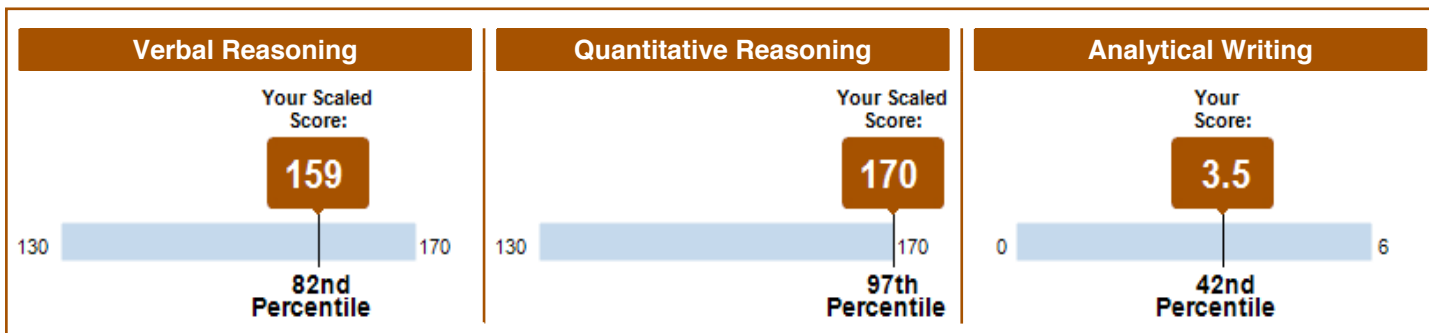 Verbal Reasoning
Your Scaled
Score:
159
130
170
82nd
Percentile
Quantitative Reasoning
Your Scaled
Score:
170
130
170
97th
Percentile
Analytical Writing
Your
Score:
3.5
0
6
42nd
Percentile